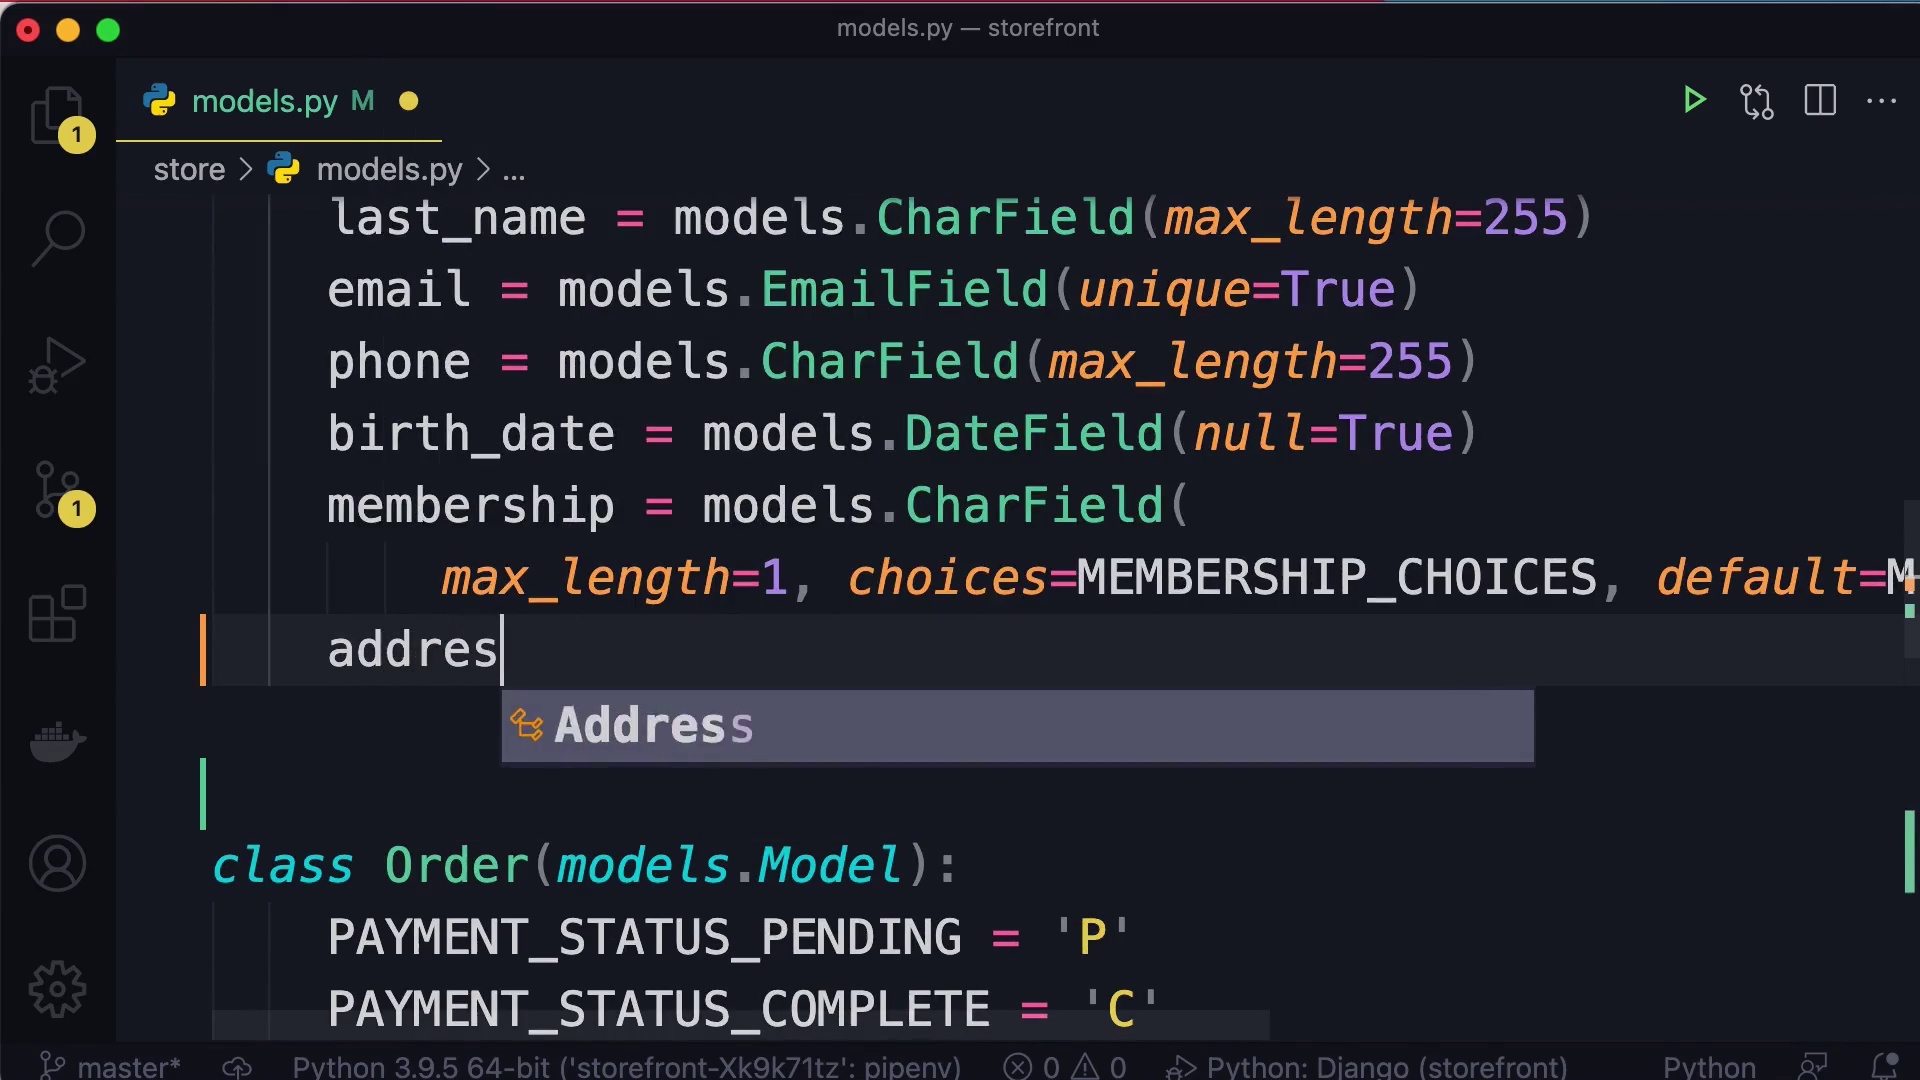 models.py — storefront
models.py M
1
store > models.py > ...
last_name = models.CharField(max_length=255)
email = models.EmailField(unique=True)
phone = models.CharField(max_length=255)
birth_date = models.DateField(null=True)
membership = models.CharField(
max_length=1, choices=MEMBERSHIP_CHOICES, default=M
1
addres
Address
class Order(models.Model):
PAYMENT_STATUS_PENDING = 'P'
PAYMENT_STATUS_COMPLETE = 'C'
master* Python 3.9.5 64-bit ('storefront-Xk9k71tz': pipenv) 0 0 Python: Django (storefront) Python